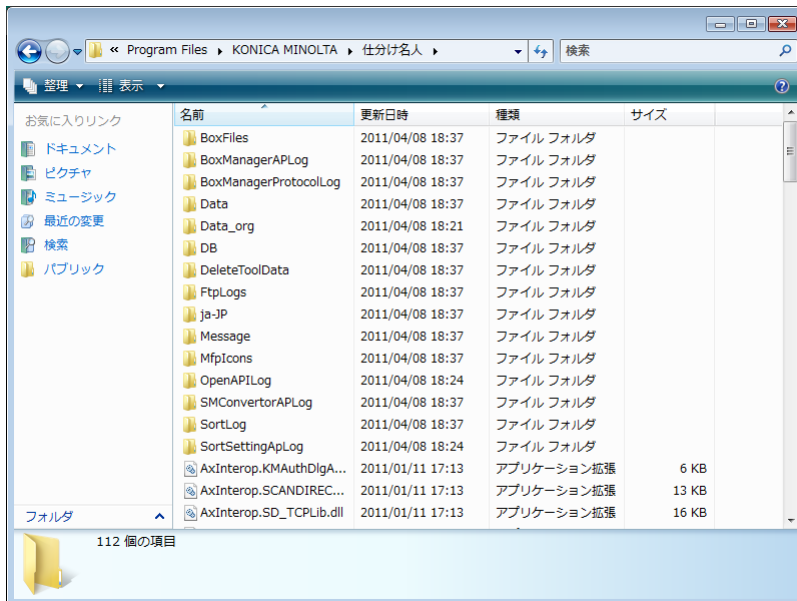 « Program Files ▸ KONICA MINOLTA ▸ 仕分け名人 ▸ 検索
整理 表示
お気に入りリンク
ドキュメント
ピクチャ
ミュージック
最近の変更
検索
パブリック
フォルダ
名前 更新日時 種類 サイズ
BoxFiles 2011/04/08 18:37 ファイル フォルダ
BoxManagerAPLog 2011/04/08 18:37 ファイル フォルダ
BoxManagerProtocolLog 2011/04/08 18:37 ファイル フォルダ
Data 2011/04/08 18:37 ファイル フォルダ
Data_org 2011/04/08 18:21 ファイル フォルダ
DB 2011/04/08 18:37 ファイル フォルダ
DeleteToolData 2011/04/08 18:37 ファイル フォルダ
FtpLogs 2011/04/08 18:37 ファイル フォルダ
ja-JP 2011/04/08 18:37 ファイル フォルダ
Message 2011/04/08 18:37 ファイル フォルダ
MfpIcons 2011/04/08 18:37 ファイル フォルダ
OpenAPILog 2011/04/08 18:24 ファイル フォルダ
SMConvertorAPLog 2011/04/08 18:37 ファイル フォルダ
SortLog 2011/04/08 18:37 ファイル フォルダ
SortSettingApLog 2011/04/08 18:24 ファイル フォルダ
AxInterop.KMAuthDlgA... 2011/01/11 17:13 アプリケーション拡張 6 KB
AxInterop.SCANDIREC... 2011/01/11 17:13 アプリケーション拡張 13 KB
AxInterop.SD_TCPLib.dll 2011/01/11 17:13 アプリケーション拡張 16 KB
112 個の項目